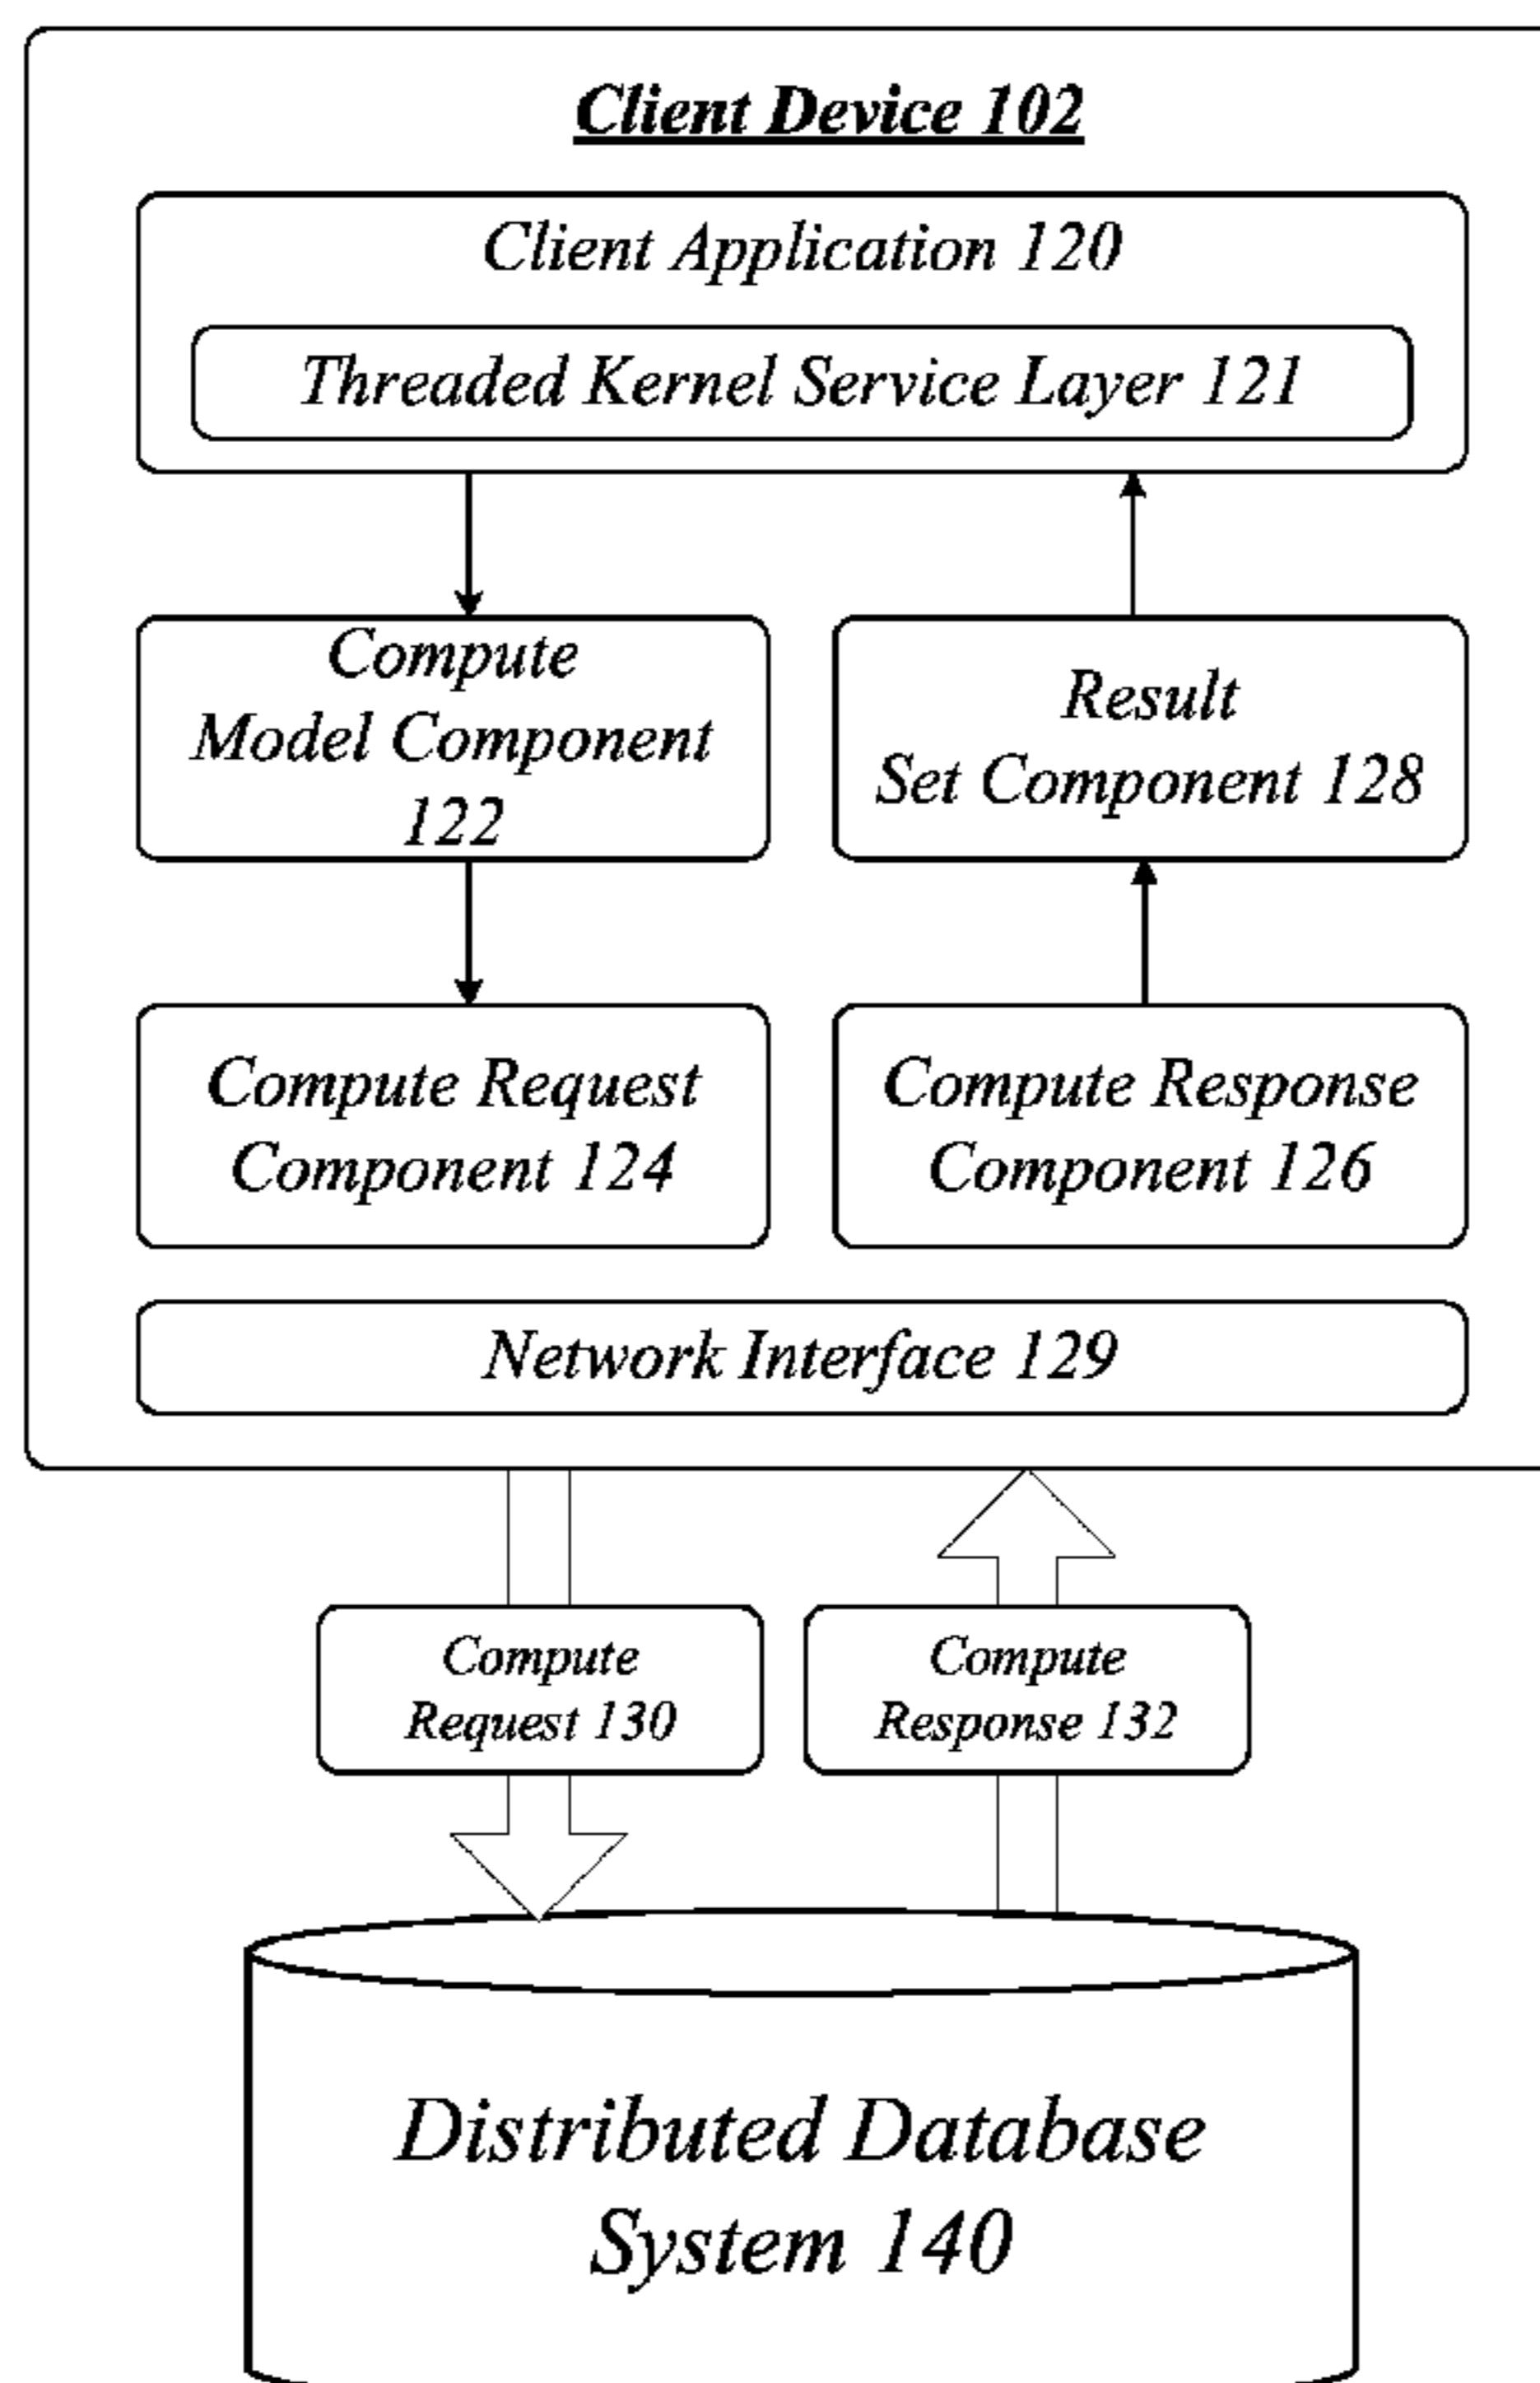 Client Device 102
Client Application 120
Threaded Kernel Service Layer 121
Compute
Model Component
122
Result
Set Component 128
Compute Request
Component 124
Compute Response
Component 126
Network Interface 129
Compute
Request 130
Compute
Response 132
Distributed Database
System 140